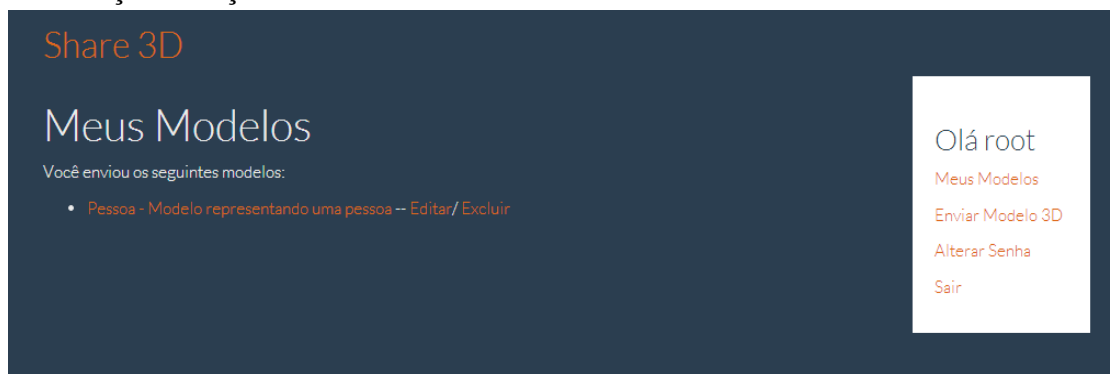 Share 3D
Meus Modelos
Você enviou os seguintes modelos:
• Pessoa - Modelo representando uma pessoa -- Editar/ Excluir
Olá root
Meus Modelos
Enviar Modelo 3D
Alterar Senha
Sair